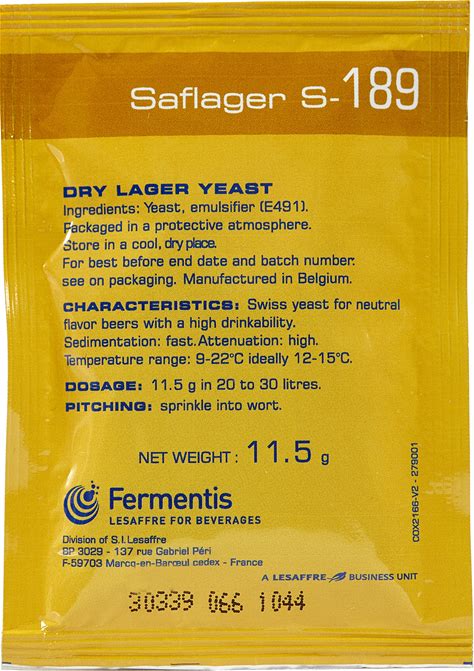 Saflager S-189
DRY LAGER YEAST
Ingredients: Yeast, emulsifier (E491).
Packaged in a protective atmosphere.
Store in a cool, dry place.
For best before end date and batch number:
see on packaging. Manufactured in Belgium.
CHARACTERISTICS: Swiss yeast for neutral
flavor beers with a high drinkability.
Sedimentation: fast. Attenuation: high.
Temperature range: 9-22°C ideally 12-15°C.
DOSAGE: 11.5 g in 20 to 30 litres.
PITCHING: sprinkle into wort.
NET WEIGHT : 11.5 g
COX2166-V2 - 279001
Fermentis
LESAFFRE FOR BEVERAGES
Division of S.I.Lesaffre
BP 3029 - 137 rue Gabriel Péri
F-59703 Marcq-en-Barœul cedex - France
A LESAFFRE BUSINESS UNIT
30339 066 1044